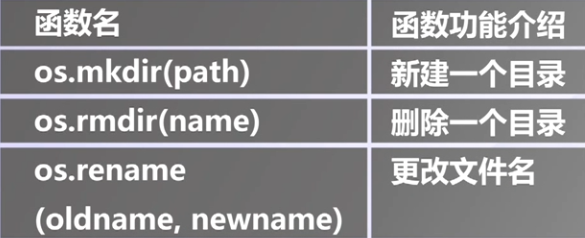 函数名 函数功能介绍
os.mkdir(path) 新建一个目录
os.rmdir(name) 删除一个目录
os.rename 更改文件名
(oldname, newname)